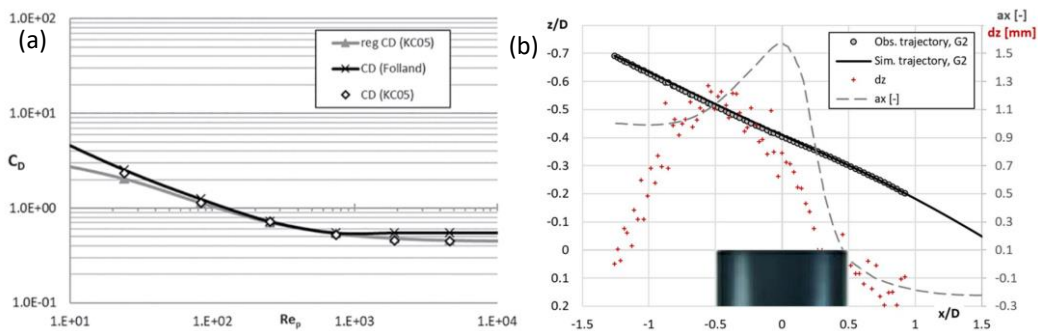 (a)
1.0E+02
1.0E+01
1.0E+00
1.0E-01
C_D
reg CD (KC05)
CD (Folland)
CD (KC05)
1.E+01
1.E+02
Re_p
1.E+03
1.E+04
(b)
z/D
ax [-]
dz [mm]
-0.7
-0.6
-0.5
-0.4
-0.3
-0.2
-0.1
0
0.1
0.2
Obs. trajectory, G2
Sim. trajectory, G2
dz
ax [-]
1.5
1.3
1.1
0.9
0.7
0.5
0.3
0.1
-0.1
-0.3
-1.5
-1
-0.5
0
0.5
x/D
1
1.5